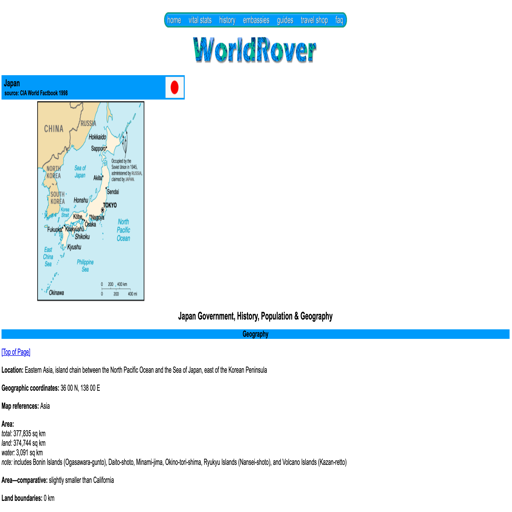 home vital stats history embassies guides travel shop faq
WorldRover
Japan
source: CIA World Factbook 1998
CHINA
RUSSIA
Hokkaido
Sapporo
Occupied by the
Soviet Union in 1945,
administered by RUSSIA,
claimed by JAPAN.
NORTH
KOREA
Sea of
Japan
Akita
Sendai
SOUTH
KOREA
Honshu
TOKYO
Korea
Strait
Kobe
Nagoya
Osaka
Fukuoka
Kitakyushu
Shikoku
Kyushu
North
Pacific
Ocean
East
China
Sea
Philippine
Sea
Okinawa
0 200 400 km
0 200 400 mi
Japan Government, History, Population & Geography
Geography
[Top of Page]
Location: Eastern Asia, island chain between the North Pacific Ocean and the Sea of Japan, east of the Korean Peninsula
Geographic coordinates: 36 00 N, 138 00 E
Map references: Asia
Area:
total: 377,835 sq km
land: 374,744 sq km
water: 3,091 sq km
note: includes Bonin Islands (Ogasawara-gunto), Daito-shoto, Minami-jima, Okino-tori-shima, Ryukyu Islands (Nansei-shoto), and Volcano Islands (Kazan-retto)
Area—comparative: slightly smaller than California
Land boundaries: 0 km